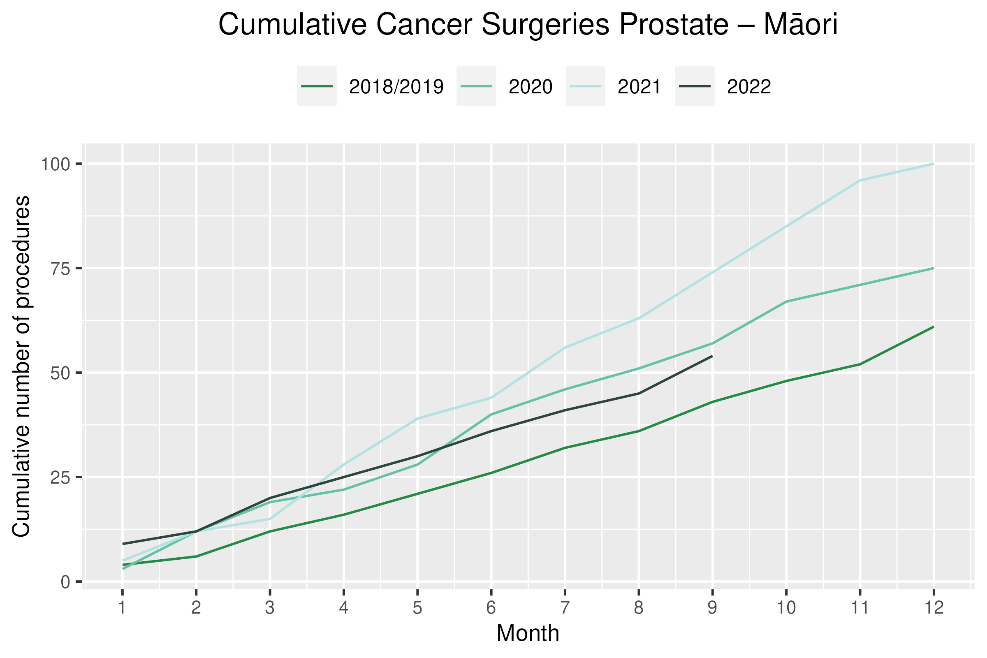 Cumulative Cancer Surgeries Prostate – Māori
2018/2019 2020 2021 2022
Cumulative number of procedures
100
75
50
25
0
1 2 3 4 5 6 7 8 9 10 11 12
Month